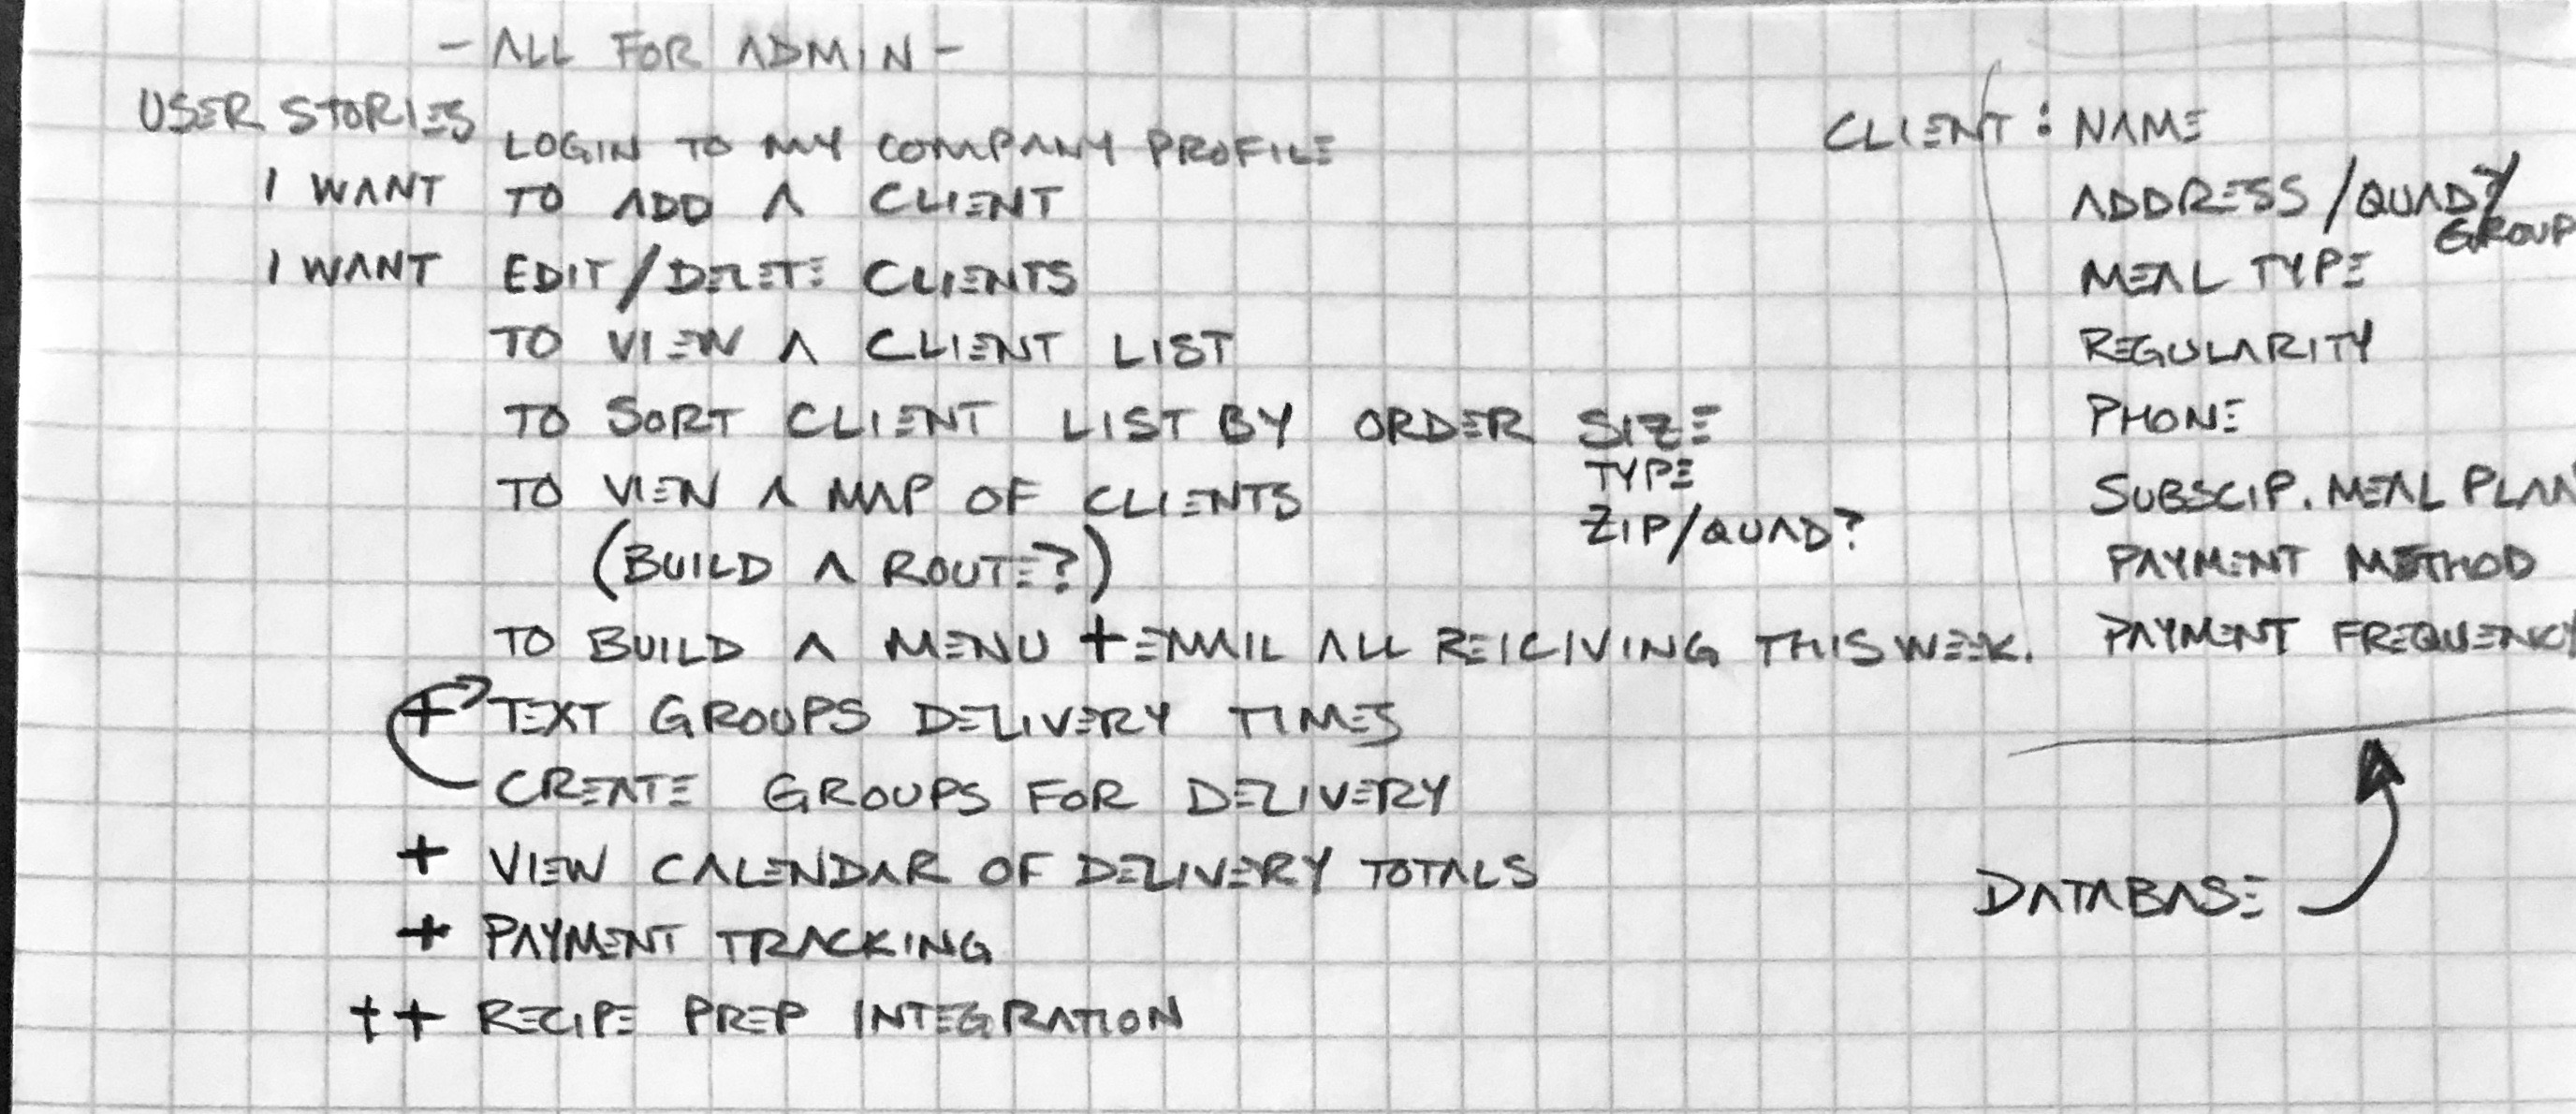 - ALL FOR ADMIN -
USER STORIES
LOGIN TO MY COMPANY PROFILE
I WANT TO ADD A CLIENT
I WANT EDIT/DELETE CLIENTS
TO VIEW A CLIENT LIST
TO SORT CLIENT LIST BY ORDER SIZE
TYPE
ZIP/QUAD?
TO VIEW A MAP OF CLIENTS
(BUILD A ROUTE?)
TO BUILD A MENU + EMAIL ALL REICIVING THIS WEEK.
+ TEXT GROUPS DELIVERY TIMES
CREATE GROUPS FOR DELIVERY
+ VIEW CALENDAR OF DELIVERY TOTALS
+ PAYMENT TRACKING
++ RECIPE PREP INTEGRATION
CLIENT : NAME
ADDRESS / QUAD?/
GROUP
MEAL TYPE
REGULARITY
PHONE
SUBSCIP. MEAL PLAN
PAYMENT METHOD
PAYMENT FREQUENCY
DATABASE